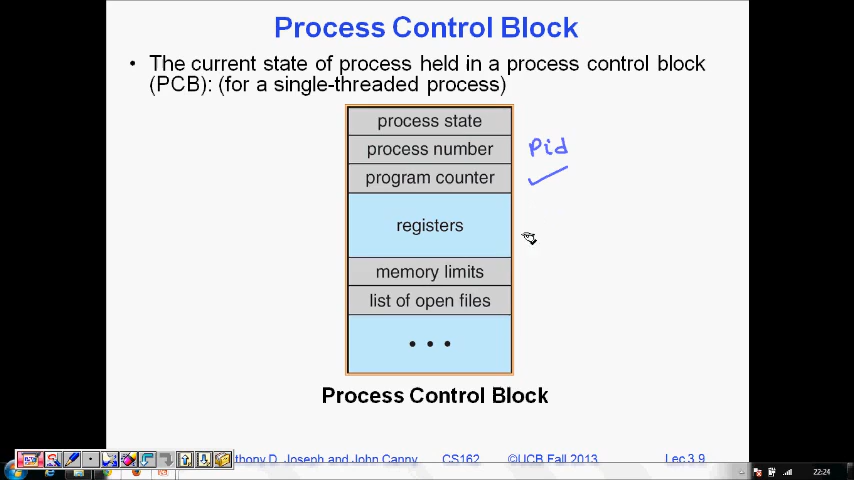 Process Control Block
• The current state of process held in a process control block
(PCB): (for a single-threaded process)
process state
process number
Pid
program counter
registers
memory limits
list of open files
• • •
Process Control Block
thony D. Joseph and John Canny CS162 ©UCB Fall 2013 Lec 3.9
22:24